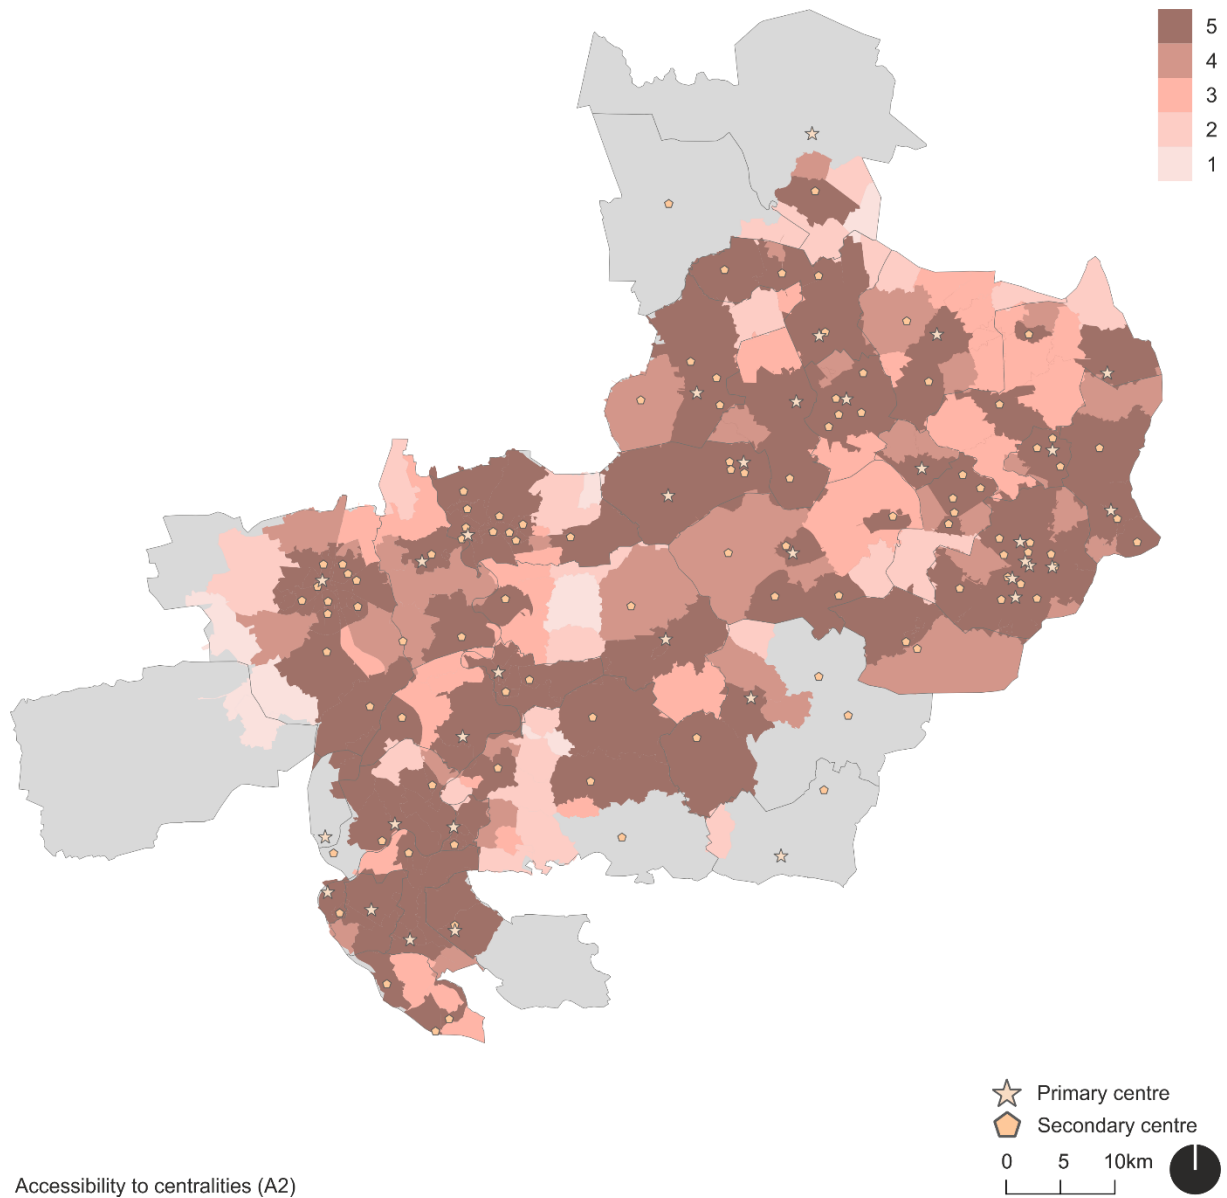 5
4
3
2
1
Primary centre
Secondary centre
0 5 10km
Accessibility to centralities (A2)